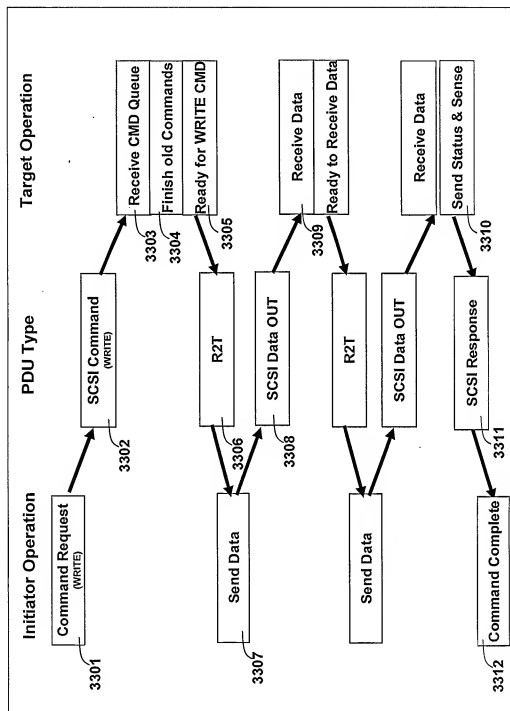 Initiator Operation
PDU Type
Target Operation
Command Request
(WRITE)
3301
SCSI Command
(WRITE)
3302
Receive CMD Queue
3303
Finish old Commands
3304
Ready for WRITE CMD
3305
R2T
3306
Send Data
3307
SCSI Data OUT
3308
Receive Data
3309
Ready to Receive Data
R2T
Send Data
SCSI Data OUT
Receive Data
Send Status & Sense
3310
SCSI Response
3311
Command Complete
3312